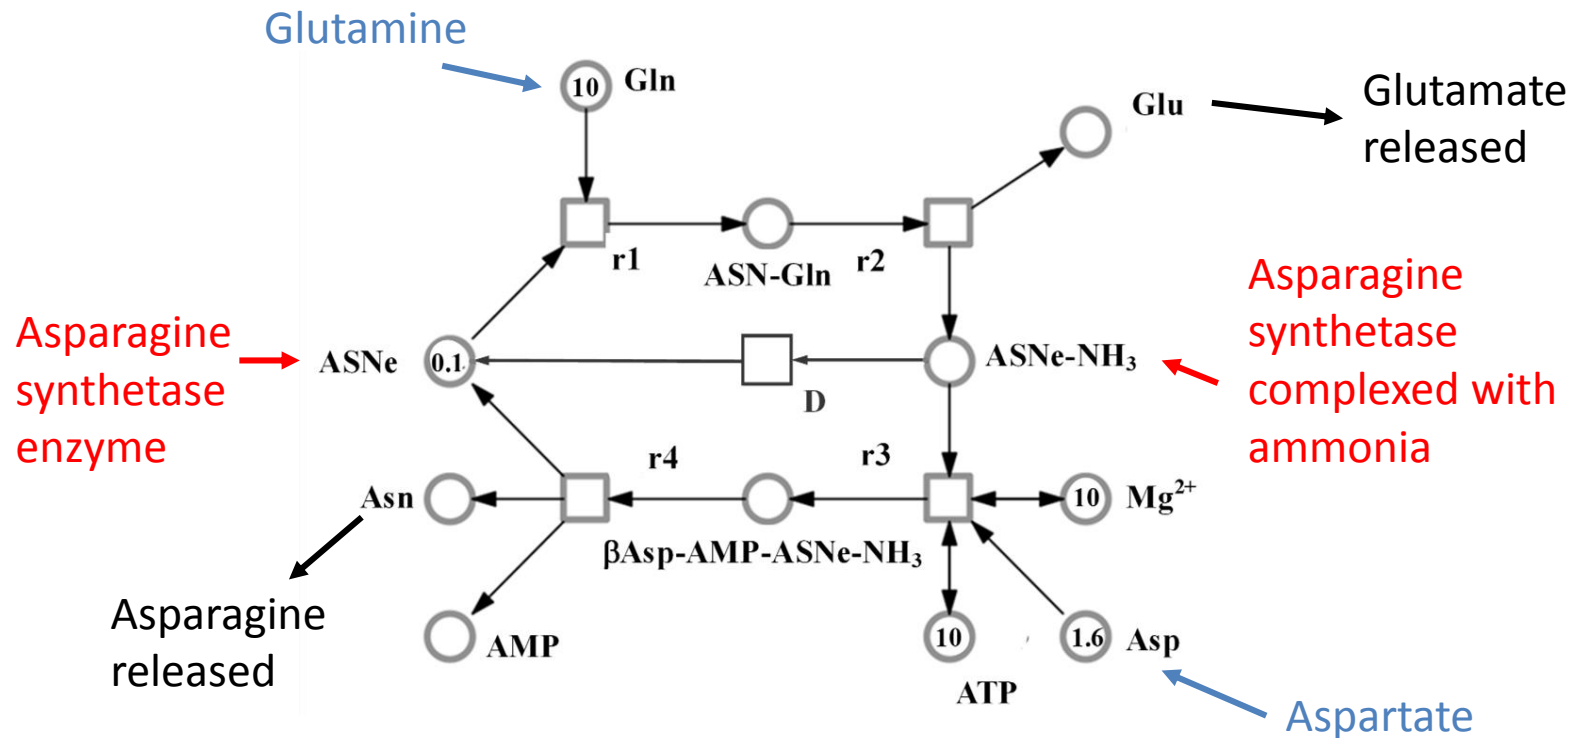 Glutamine
10 Gln
Glu
Glutamate
released
r1
ASN-Gln
r2
Asparagine
synthetase
enzyme
ASNe 0.1
D
ASNe-NH₃
Asparagine
synthetase
complexed with
ammonia
Asn
r4
r3
10 Mg²⁺
βAsp-AMP-ASNe-NH₃
Asparagine
released
AMP
10
ATP
1.6 Asp
Aspartate